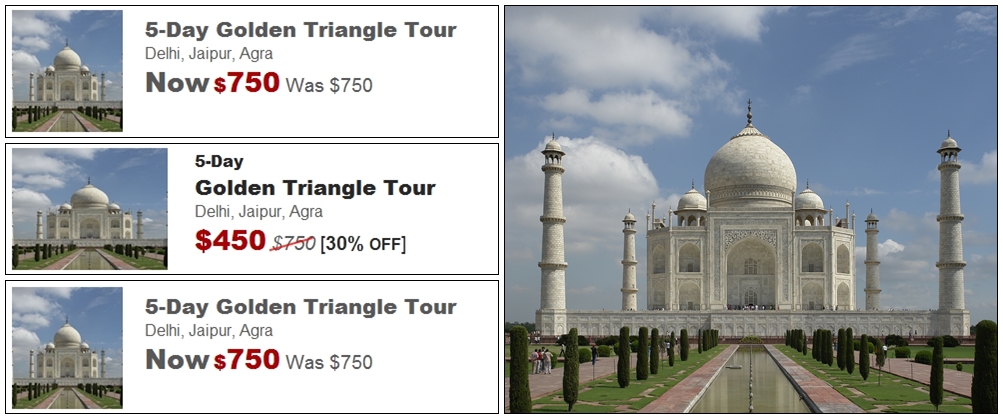 5-Day Golden Triangle Tour
Delhi, Jaipur, Agra
Now $750 Was $750
5-Day
Golden Triangle Tour
Delhi, Jaipur, Agra
$450 $750 [30% OFF]
5-Day Golden Triangle Tour
Delhi, Jaipur, Agra
Now $750 Was $750